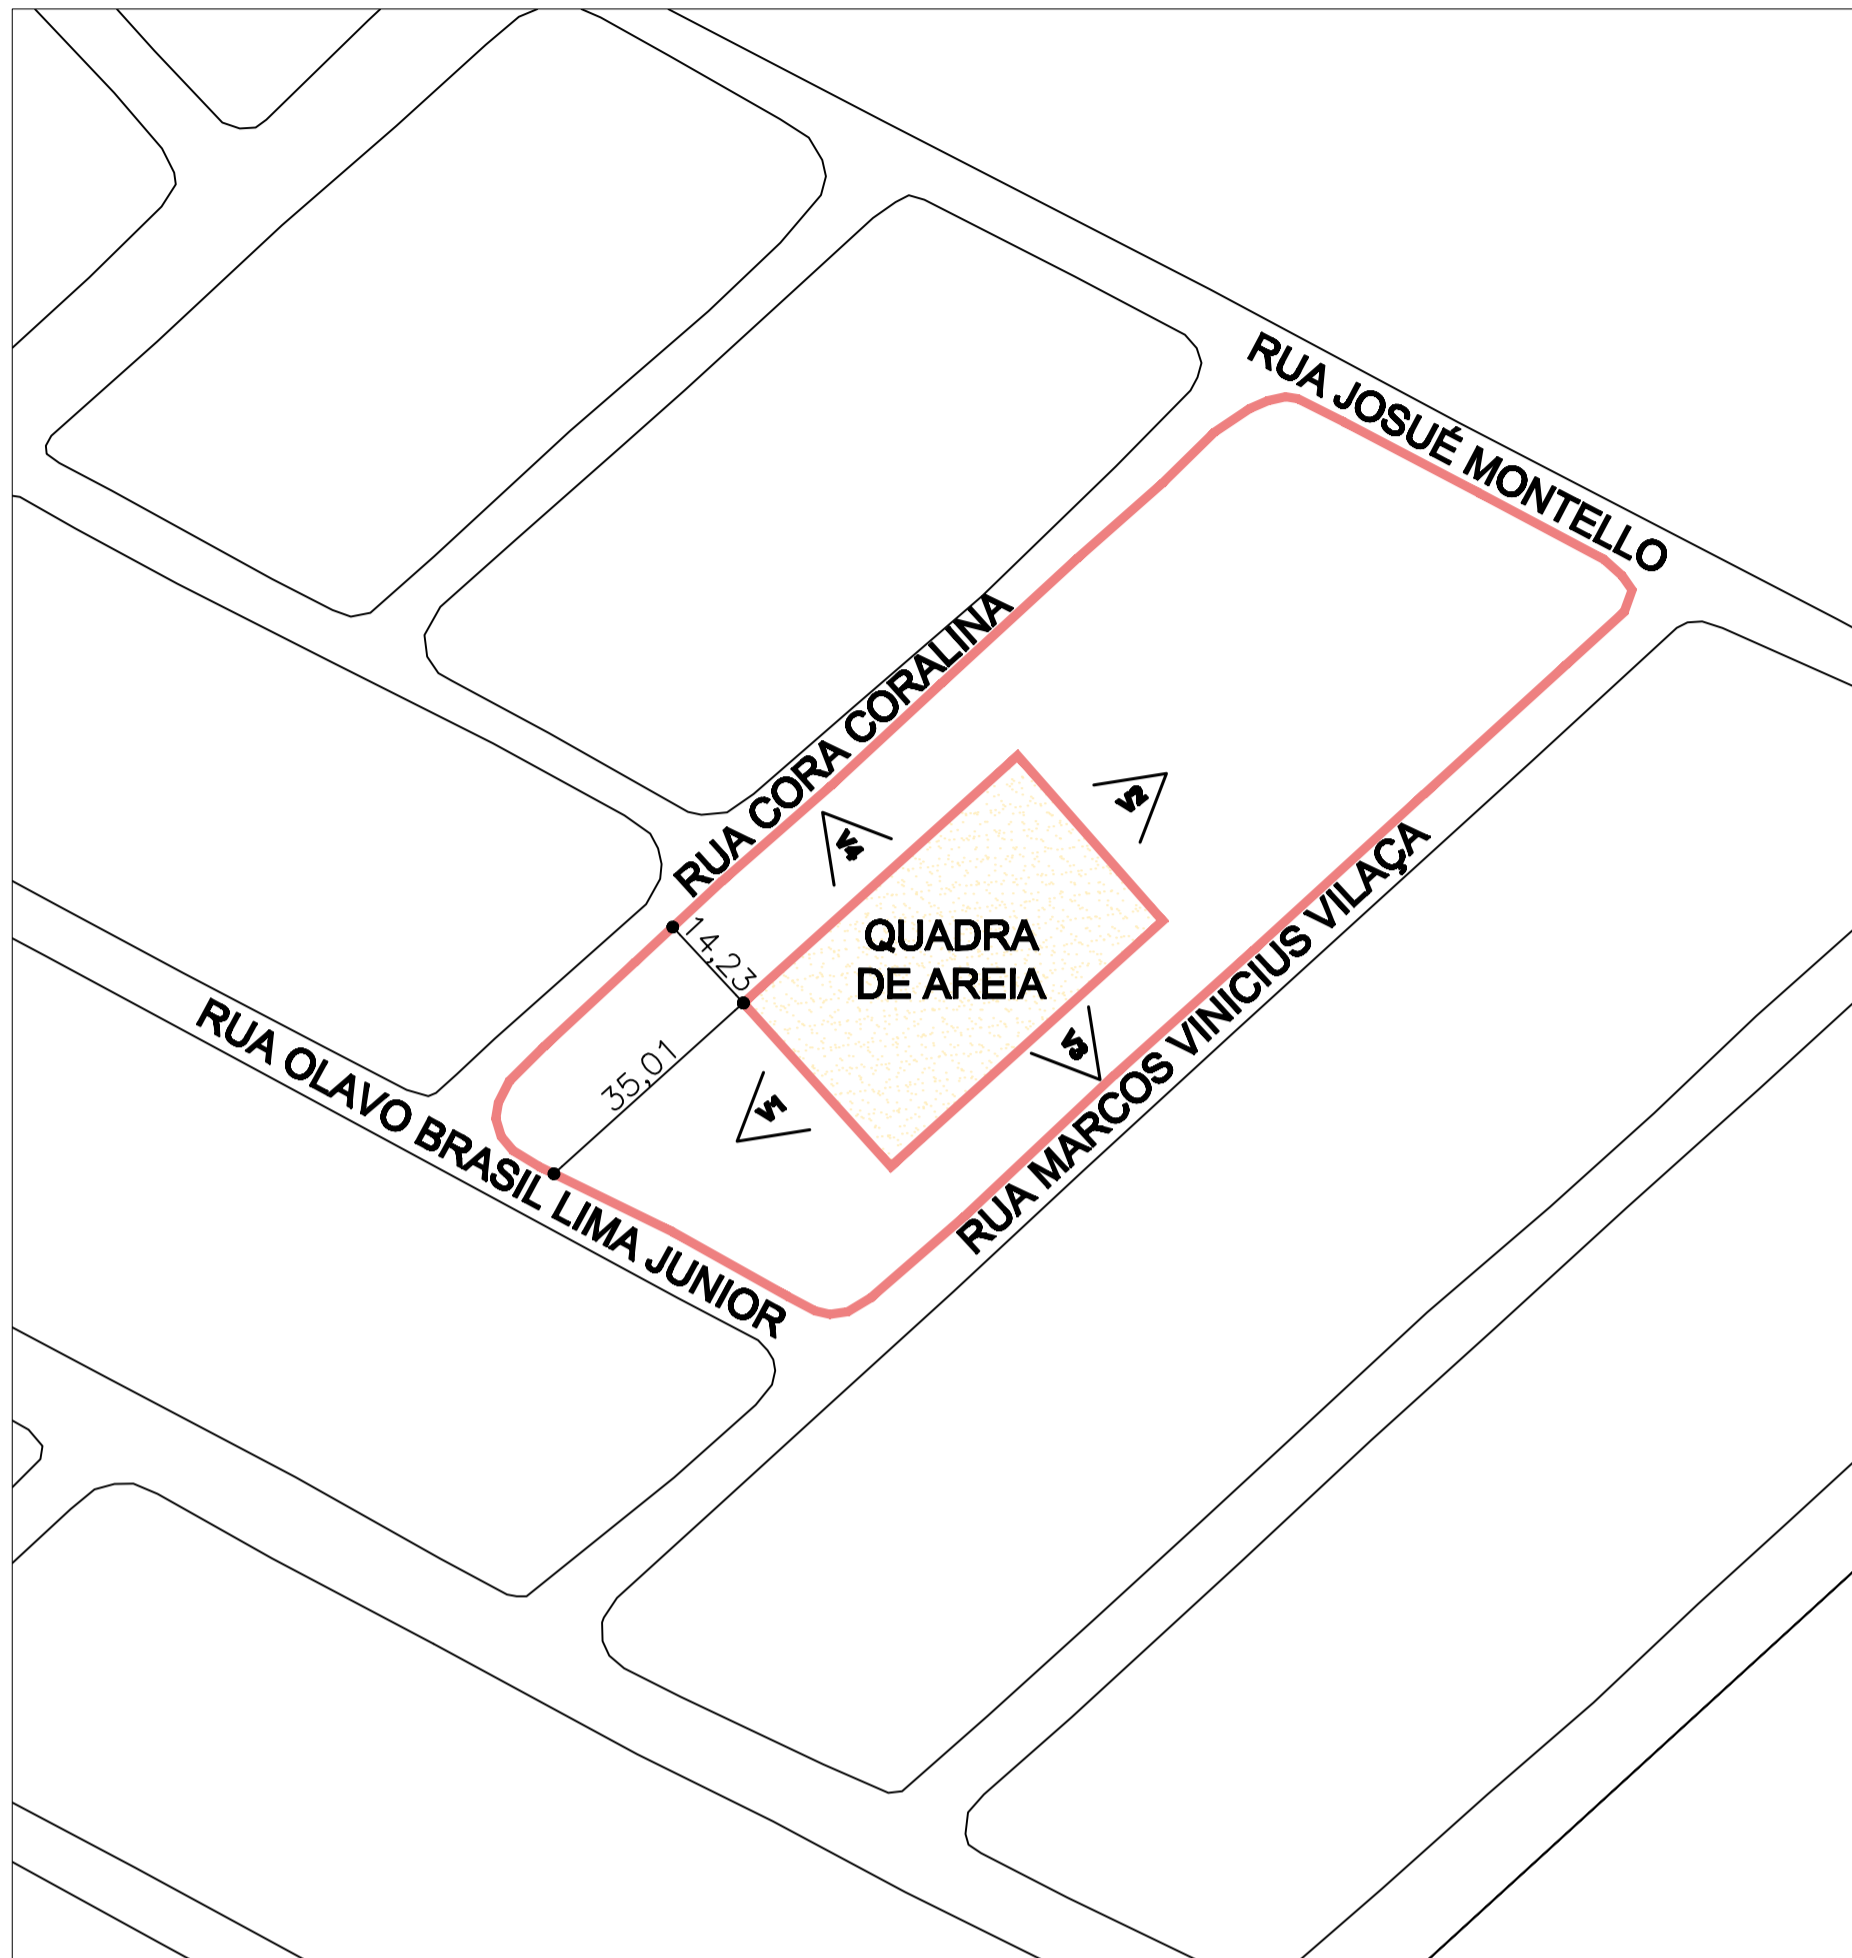 RUA JOSUÉ MONTELLO
RUA CORA CORALINA
V2
V4
14,23
QUADRA
DE AREIA
RUA MARCOS VINICIUS VILAÇA
V3
35,01
V1
RUA OLAVO BRASIL LIMA JUNIOR